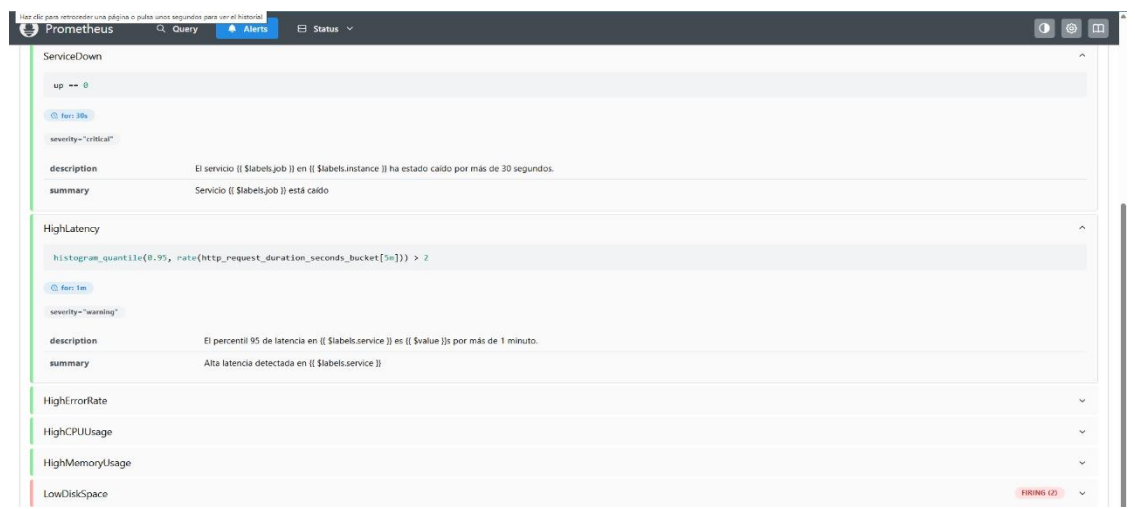 Haz clic para retroceder una página o pulsa unos segundos para ver el historial
Prometheus Query Alerts Status
ServiceDown
up == 0
for: 30s
severity="critical"
description El servicio {{ $labels.job }} en {{ $labels.instance }} ha estado caído por más de 30 segundos.
summary Servicio {{ $labels.job }} está caído
HighLatency
histogram_quantile(0.95, rate(http_request_duration_seconds_bucket[5m])) > 2
for: 1m
severity="warning"
description El percentil 95 de latencia en {{ $labels.service }} es {{ $value }}s por más de 1 minuto.
summary Alta latencia detectada en {{ $labels.service }}
HighErrorRate
HighCPUUsage
HighMemoryUsage
LowDiskSpace FIRING (2)